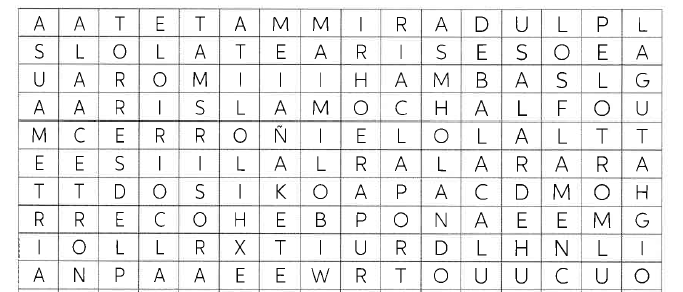 A A T E T A M M I R A D U L P L
S L O L A T E A R I S E S O E A
U A R O M I I I H A M B A S L G
A A R I S L A M O C H A L F O U
M C E R R O Ñ I E L O L A L T T
E E S I I L A L R A L A R A R A
T T D O S I K O A P A C D M O H
R R E C O H E B P O N A E E M G
I O L L R X T I U R D L H N L I
A N P A A E E W R T O U U C U O